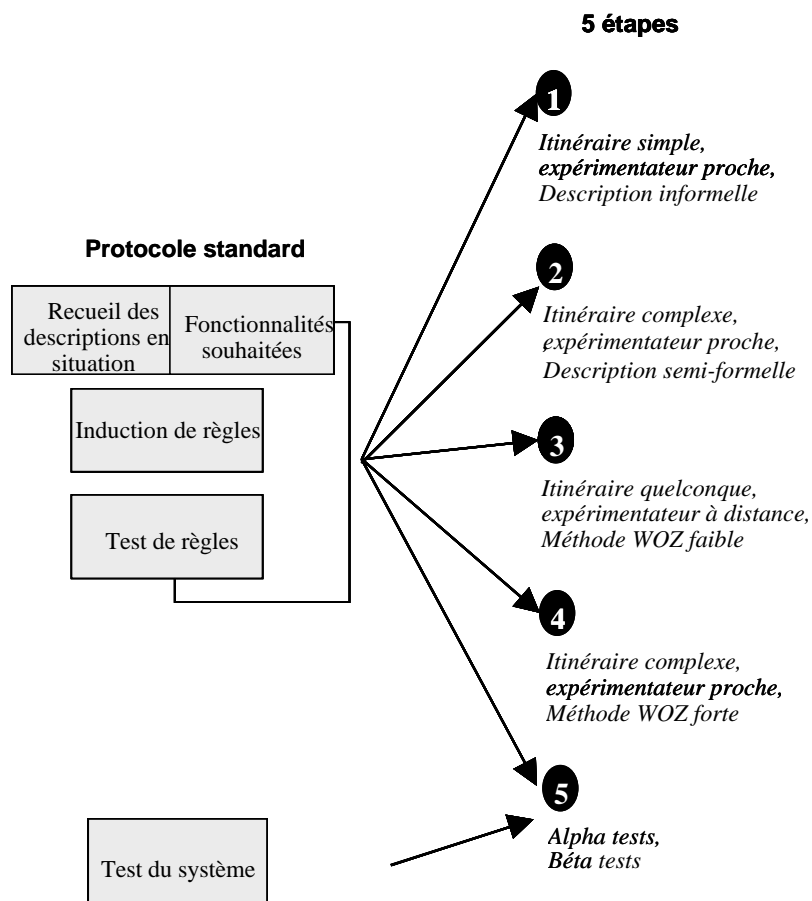 5 étapes
1
Itinéraire simple,
expérimentateur proche,
Description informelle
Protocole standard
Recueil des
descriptions en
situation
Fonctionnalités
souhaitées
Induction de règles
Test de règles
2
Itinéraire complexe,
expérimentateur proche,
Description semi-formelle
3
Itinéraire quelconque,
expérimentateur à distance,
Méthode WOZ faible
4
Itinéraire complexe,
expérimentateur proche,
Méthode WOZ forte
5
Alpha tests,
Béta tests
Test du système